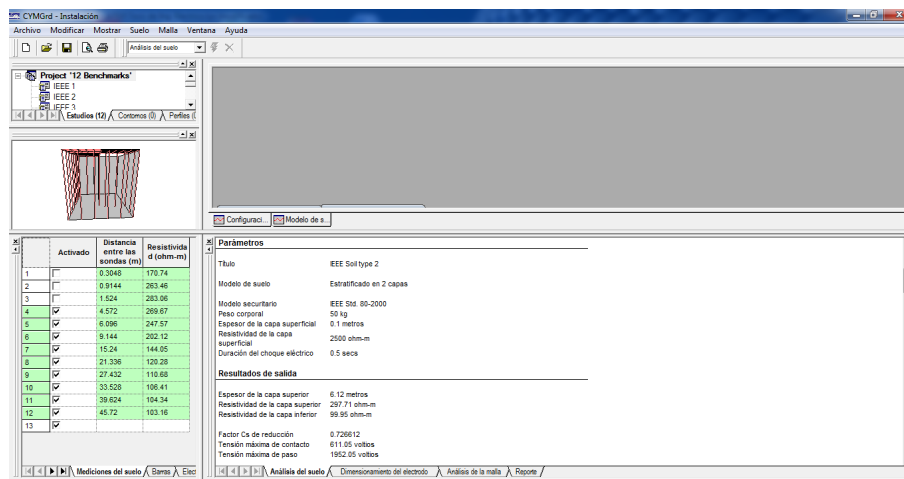 CYMGrd - Instalación
Archivo Modificar Mostrar Suelo Malla Ventana Ayuda
Análisis del suelo
Project '12 Benchmarks'
IEEE 1
IEEE 2
IEEE 3
Estudios (12) Contornos (0) Perfiles (0
Configuraci... Modelo de s...
Activado Distancia entre las sondas (m) Resistivida d (ohm-m)
1 0.3048 170.74
2 0.9144 263.46
3 1.524 283.06
4 4.572 269.67
5 6.096 247.57
6 9.144 202.12
7 15.24 144.05
8 21.336 120.28
9 27.432 110.68
10 33.528 106.41
11 39.624 104.34
12 45.72 103.16
13
Mediciones del suelo Barras Elect
Parámetros
Título IEEE Soil type 2
Modelo de suelo Estratificado en 2 capas
Modelo securitario IEEE Std. 80-2000
Peso corporal 50 kg
Espesor de la capa superficial 0.1 metros
Resistividad de la capa superficial 2500 ohm-m
Duración del choque eléctrico 0.5 secs
Resultados de salida
Espesor de la capa superior 6.12 metros
Resistividad de la capa superior 297.71 ohm-m
Resistividad de la capa inferior 99.95 ohm-m
Factor Cs de reducción 0.726612
Tensión máxima de contacto 611.05 voltios
Tensión máxima de paso 1952.05 voltios
Análisis del suelo Dimensionamiento del electrodo Análisis de la malla Reporte